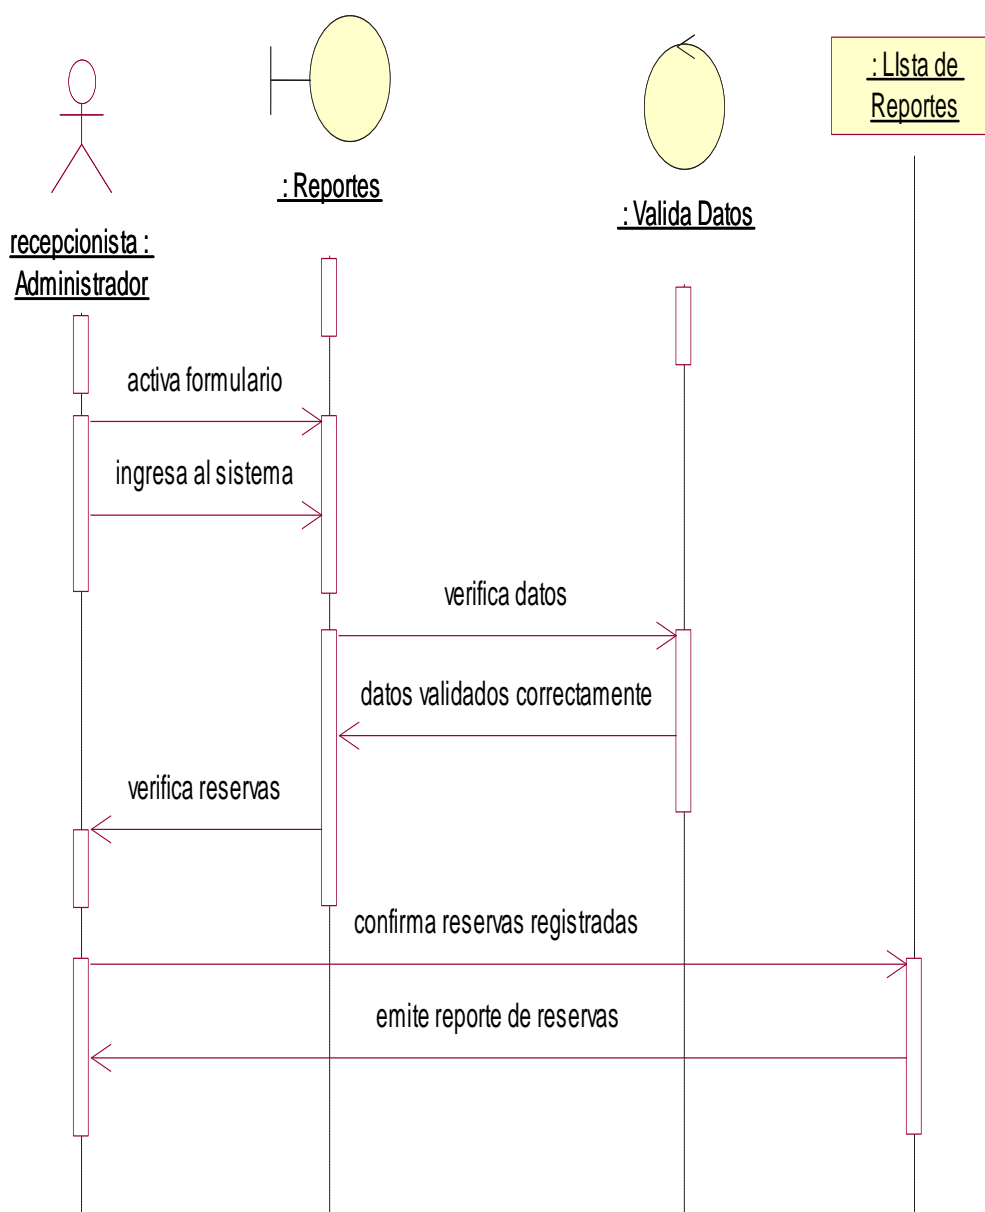 : LIsta de
Reportes
: Reportes
: Valida Datos
recepcionista :
Administrador
activa formulario
ingresa al sistema
verifica datos
datos validados correctamente
verifica reservas
confirma reservas registradas
emite reporte de reservas